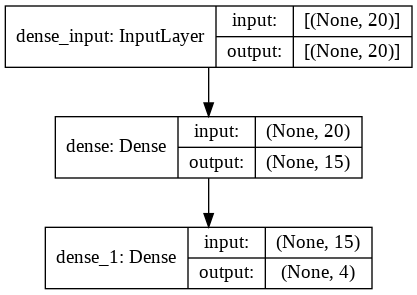 dense_input: InputLayer
input: [(None, 20)]
output: [(None, 20)]
dense: Dense
input: (None, 20)
output: (None, 15)
dense_1: Dense
input: (None, 15)
output: (None, 4)